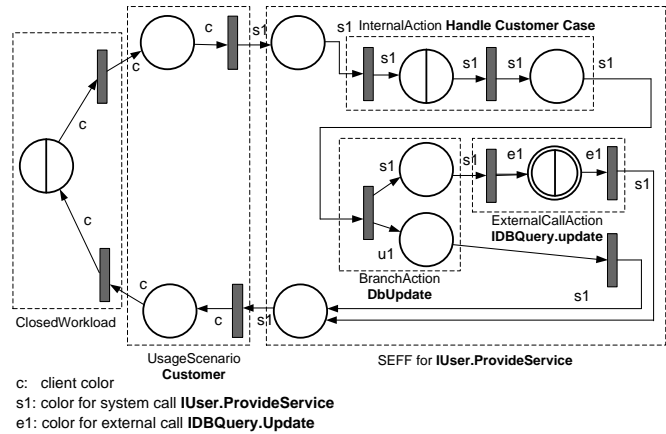 InternalAction Handle Customer Case
c
s1
s1
s1
s1
s1
s1
s1
c
c
s1
s1
e1
e1
s1
c
ExternalCallAction
IDBQuery.update
u1
BranchAction
DbUpdate
c
c
s1
s1
ClosedWorkload
UsageScenario
Customer
SEFF for IUser.ProvideService
c: client color
s1: color for system call IUser.ProvideService
e1: color for external call IDBQuery.Update